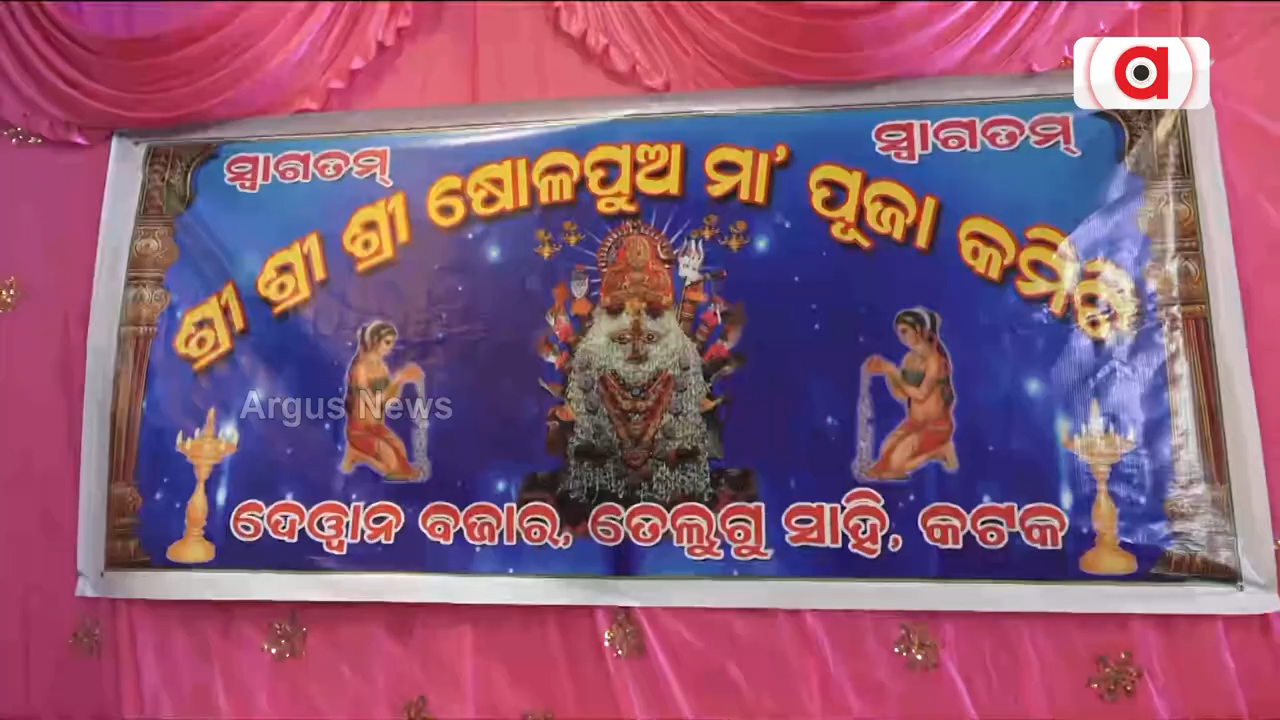 ସ୍ୱାଗତମ୍ ସ୍ୱାଗତମ୍
ଶ୍ରୀ ଶ୍ରୀ ଶ୍ରୀ ଷୋଳପୁଅ ମା' ପୂଜା କମିଟି
Argus News
ଦେୱାନ ବଜାର, ତେଲୁଗୁ ସାହି, କଟକ